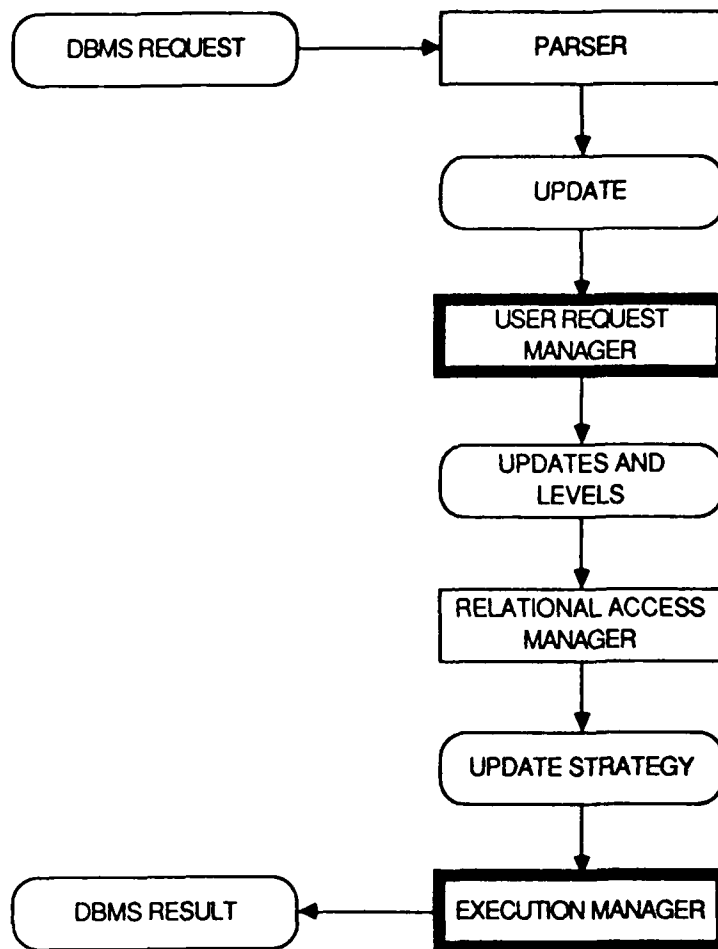 DBMS REQUEST
PARSER
UPDATE
USER REQUEST
MANAGER
UPDATES AND
LEVELS
RELATIONAL ACCESS
MANAGER
UPDATE STRATEGY
DBMS RESULT
EXECUTION MANAGER